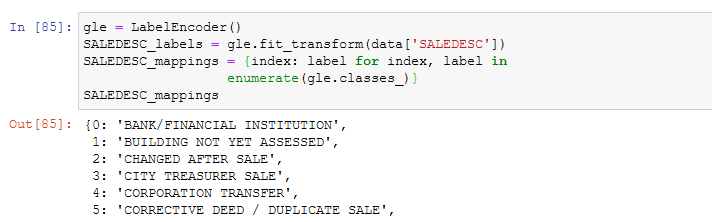 In [85]: gle = LabelEncoder()
SALEDESC_labels = gle.fit_transform(data['SALEDESC'])
SALEDESC_mappings = {index: label for index, label in
enumerate(gle.classes_)}
SALEDESC_mappings
Out[85]: {0: 'BANK/FINANCIAL INSTITUTION',
1: 'BUILDING NOT YET ASSESSED',
2: 'CHANGED AFTER SALE',
3: 'CITY TREASURER SALE',
4: 'CORPORATION TRANSFER',
5: 'CORRECTIVE DEED / DUPLICATE SALE',